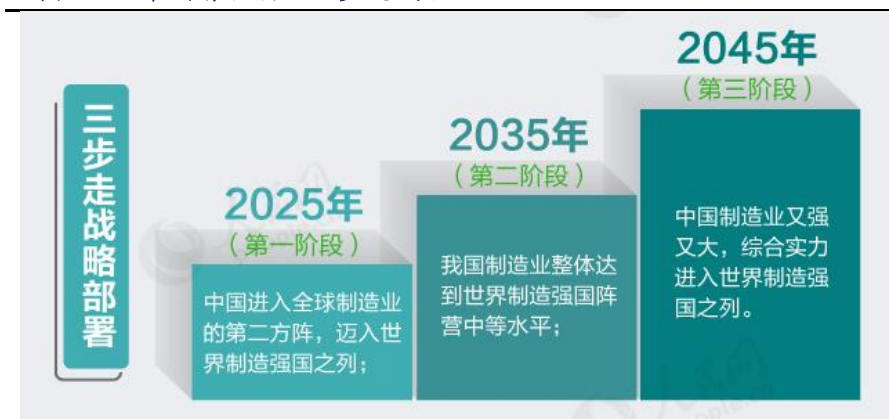 三步走战略部署
2025年
（第一阶段）
中国进入全球制造业
的第二方阵，迈入世
界制造强国之列；
2035年
（第二阶段）
我国制造业整体达
到世界制造强国阵
营中等水平；
2045年
（第三阶段）
中国制造业又强
又大，综合实力
进入世界制造强
国之列。